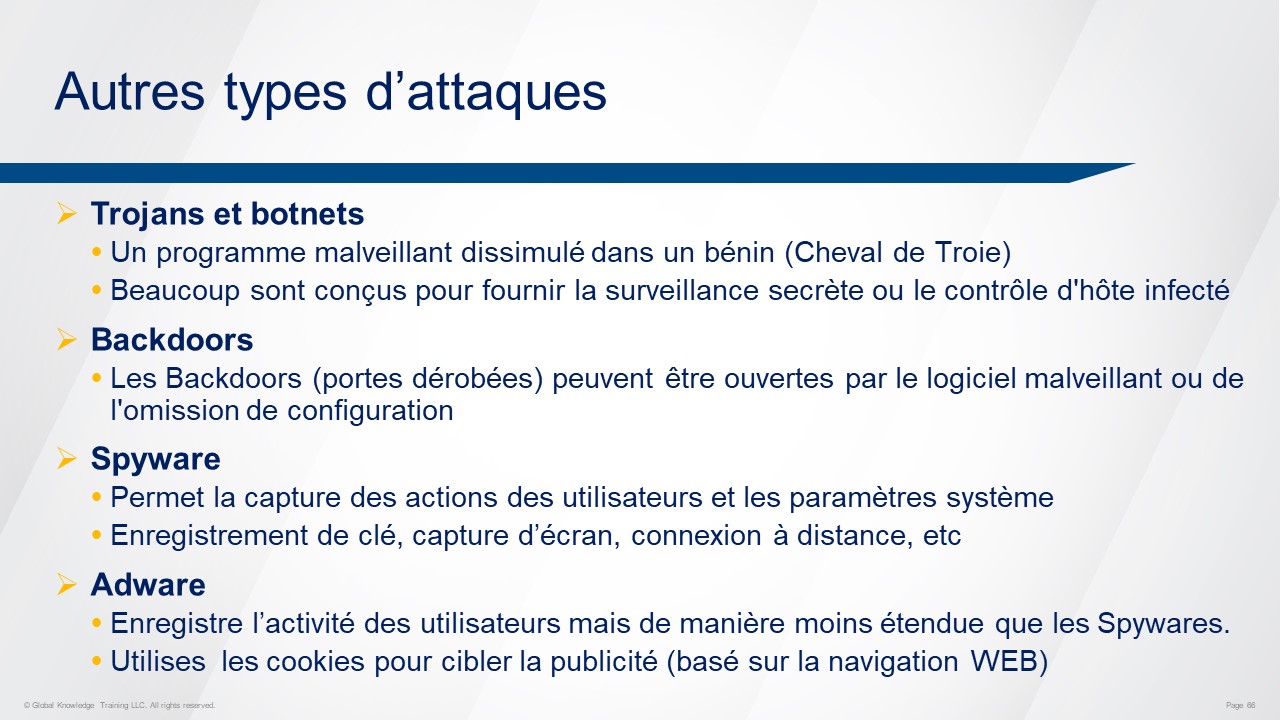 Autres types d’attaques
Trojans et botnets
Un programme malveillant dissimulé dans un bénin (Cheval de Troie)
Beaucoup sont conçus pour fournir la surveillance secrète ou le contrôle d'hôte infecté
Backdoors
Les Backdoors (portes dérobées) peuvent être ouvertes par le logiciel malveillant ou de
l'omission de configuration
Spyware
Permet la capture des actions des utilisateurs et les paramètres système
Enregistrement de clé, capture d’écran, connexion à distance, etc
Adware
Enregistre l’activité des utilisateurs mais de manière moins étendue que les Spywares.
Utilises les cookies pour cibler la publicité (basé sur la navigation WEB)
© Global Knowledge Training LLC. All rights reserved.
Page 66